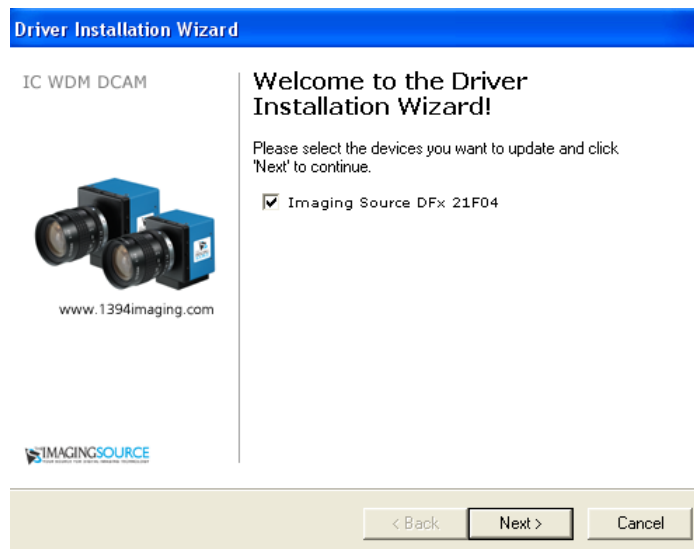 Driver Installation Wizard
IC WDM DCAM
Welcome to the Driver
Installation Wizard!
Please select the devices you want to update and click
'Next' to continue.
Imaging Source DFx 21F04
www.1394imaging.com
THE IMAGINGSOURCE
< Back
Next >
Cancel